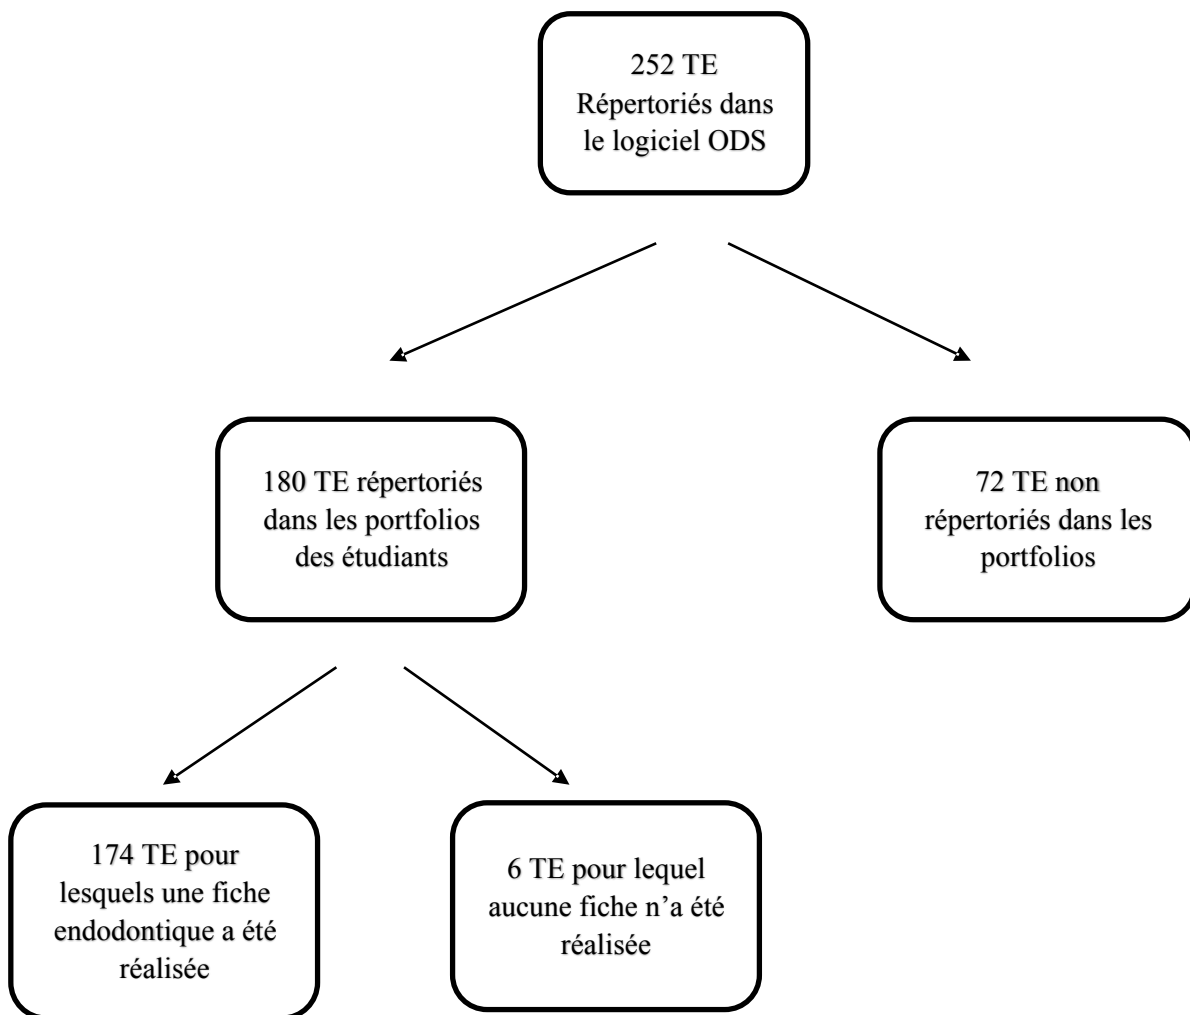 252 TE
Répertoriés dans
le logiciel ODS
180 TE répertoriés
dans les portfolios
des étudiants
72 TE non
répertoriés dans les
portfolios
174 TE pour
lesquels une fiche
endodontique a été
réalisée
6 TE pour lequel
aucune fiche n’a été
réalisée